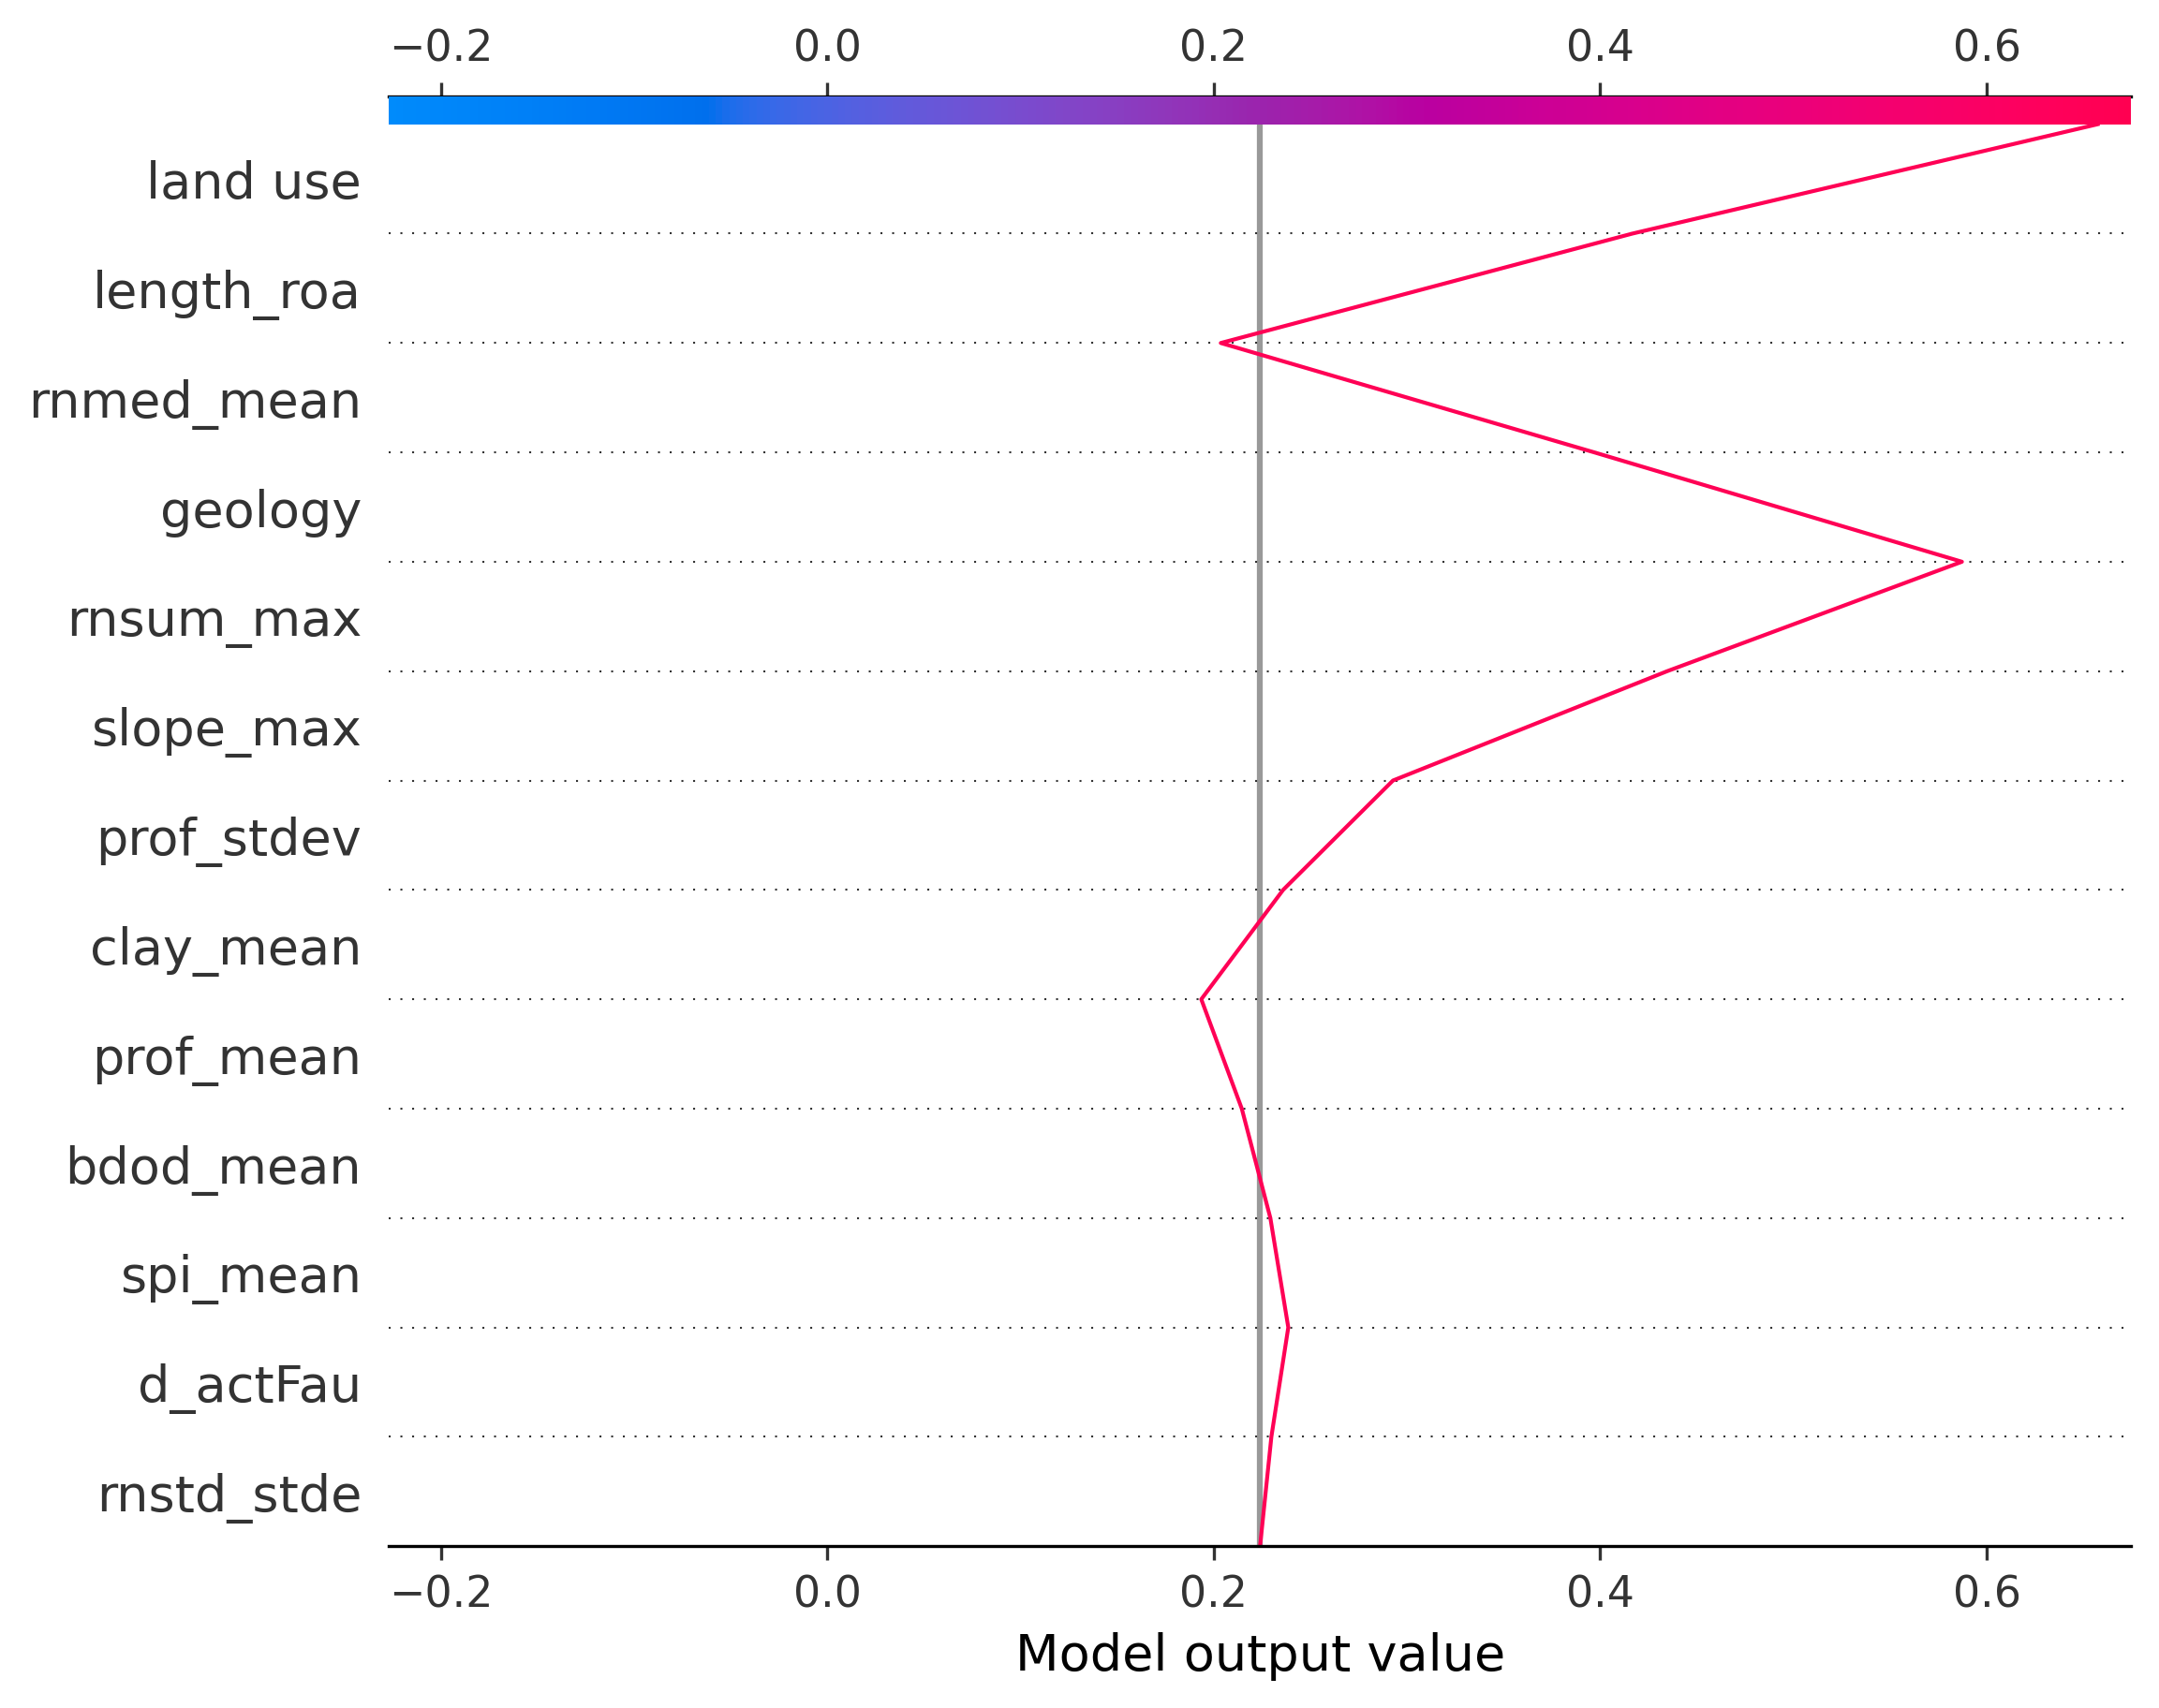 −0.2 0.0 0.2 0.4 0.6
land use
length_roa
rnmed_mean
geology
rnsum_max
slope_max
prof_stdev
clay_mean
prof_mean
bdod_mean
spi_mean
d_actFau
rnstd_stde
−0.2 0.0 0.2 0.4 0.6
Model output value